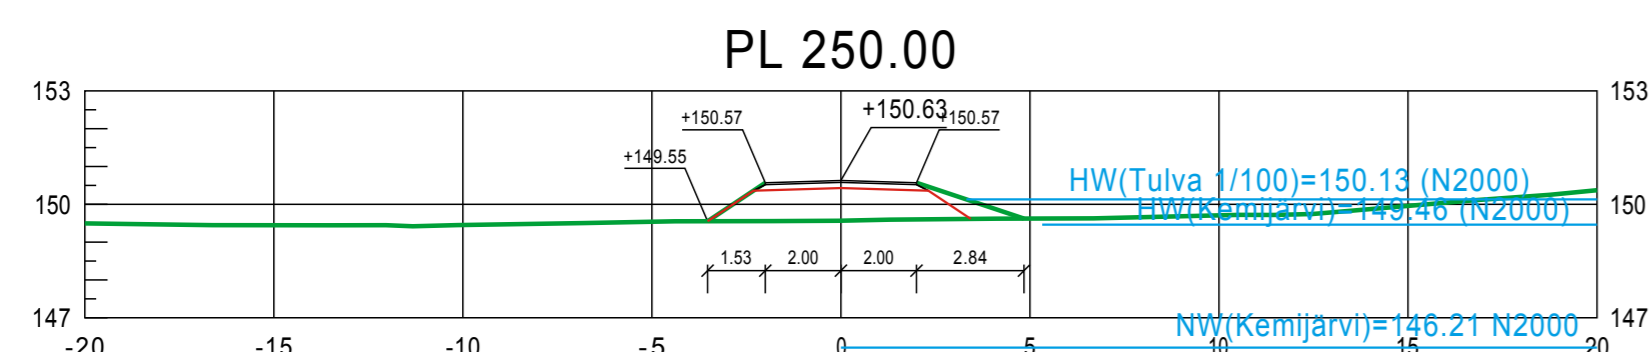 PL 250.00
153 153
+150.57 +150.63 +150.57
+149.55
HW(Tulva 1/100)=150.13 (N2000)
150 HW(Kemijärvi)=149.46 (N2000) 150
1.53 2.00 2.00 2.84
147 NW(Kemijärvi)=146.21 N2000 147
-20 -15 -10 -5 0 5 10 15 20